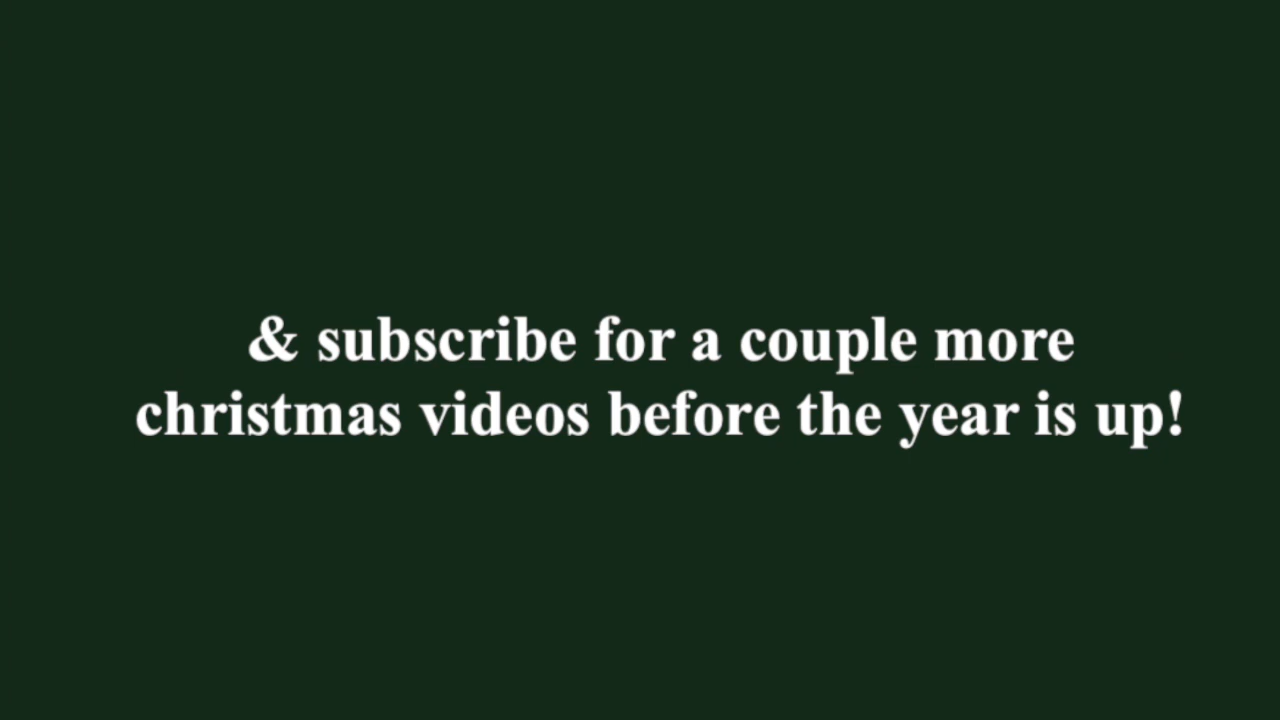 & subscribe for a couple more
christmas videos before the year is up!